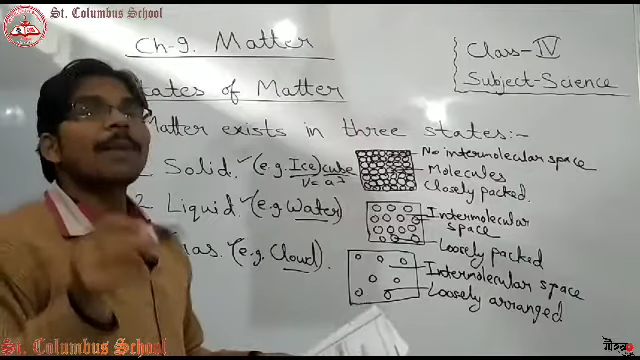 St. Columbus School
Ch-9. Matter
Class-IV
Subject-Science
States of Matter
Matter exists in three states:-
1 Solid. (e.g. Ice) cube
V = a³
No intermolecular space
Molecules
Closely packed.
2 Liquid. (e.g. Water)
Intermolecular
space
Loosely packed
Gas. (e.g. Cloud).
Intermolecular space
Loosely arranged
St. Columbus School